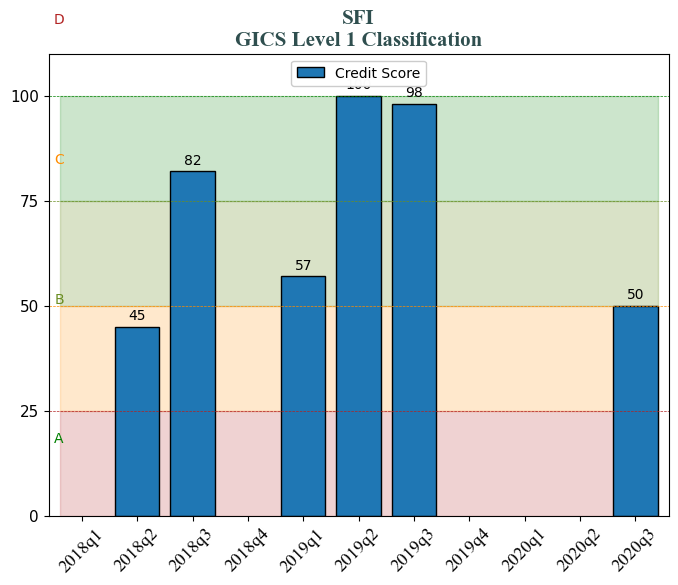 D
SFI
GICS Level 1 Classification
Credit Score
100
100
98
C
82
75
57
B
50
50
45
25
A
0
2018q1
2018q2
2018q3
2018q4
2019q1
2019q2
2019q3
2019q4
2020q1
2020q2
2020q3